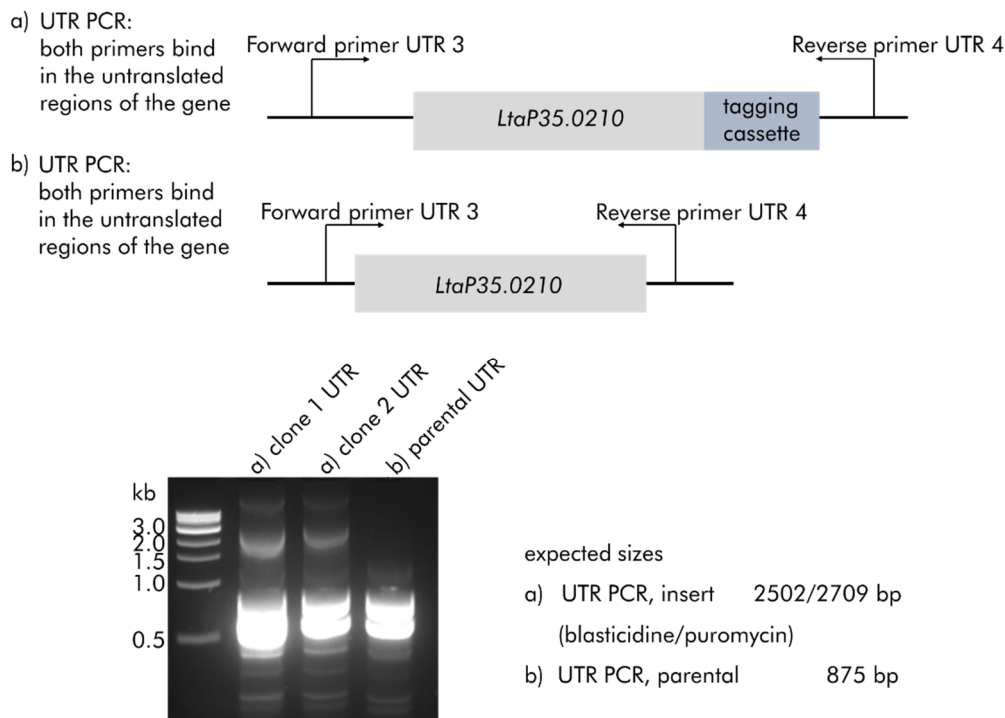 a) UTR PCR:
both primers bind
in the untranslated
regions of the gene
Forward primer UTR 3
Reverse primer UTR 4
LtaP35.0210
tagging
cassette
b) UTR PCR:
both primers bind
in the untranslated
regions of the gene
Forward primer UTR 3
Reverse primer UTR 4
LtaP35.0210
a) clone 1 UTR
a) clone 2 UTR
b) parental UTR
kb
3.0
2.0
1.5
1.0
0.5
expected sizes
a) UTR PCR, insert 2502/2709 bp
(blasticidine/puromycin)
b) UTR PCR, parental 875 bp